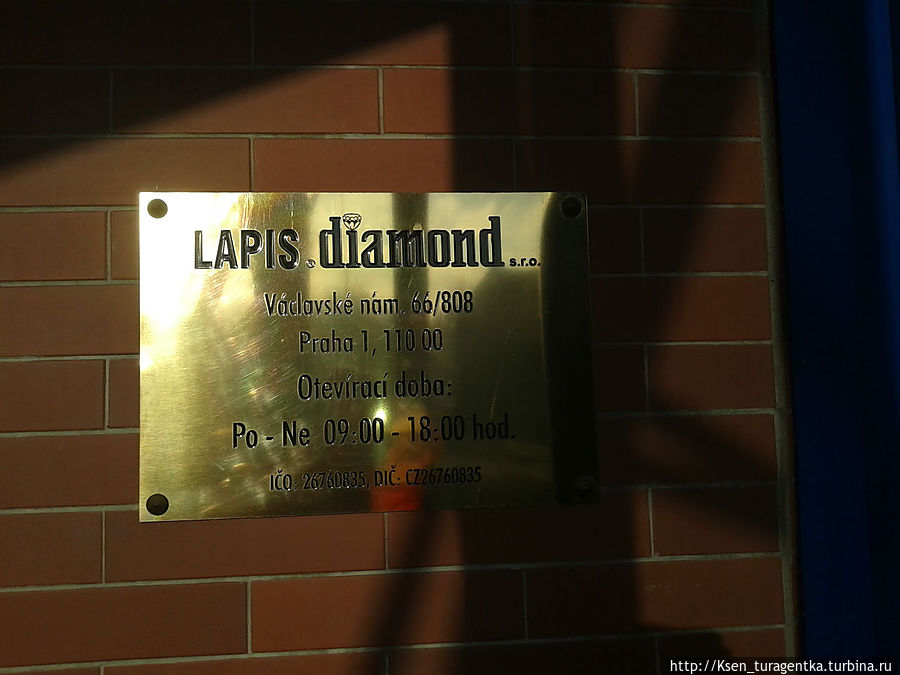 LAPIS diamond s.r.o.
Václavské nám. 66/808
Praha 1, 110 00
Otevírací doba:
Po - Ne 09:00 - 18:00 hod.
IČO: 26760835, DIČ: CZ26760835
http://Ksen_turagentka.turbina.ru